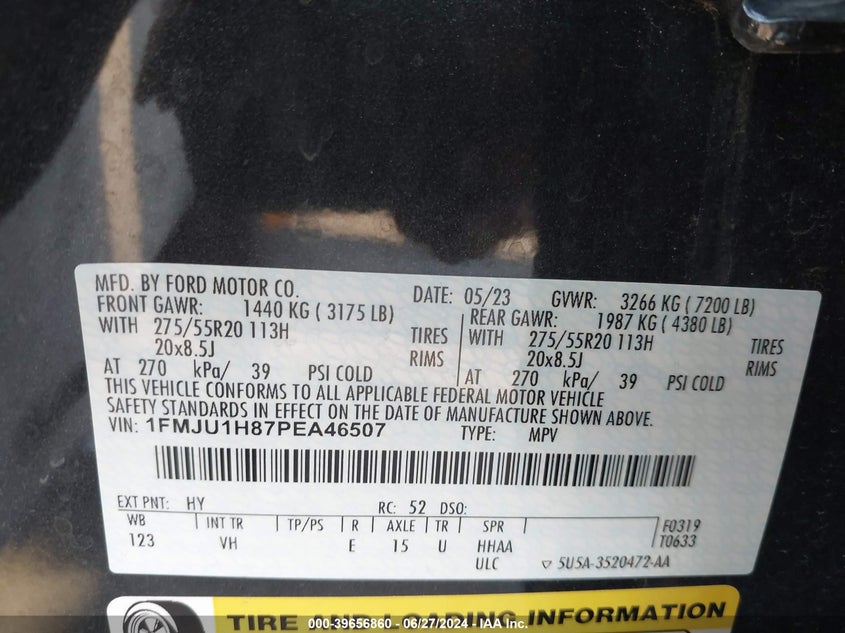 MFD. BY FORD MOTOR CO. DATE: 05/23 GVWR: 3266 KG ( 7200 LB)
FRONT GAWR: 1440 KG ( 3175 LB) REAR GAWR: 1987 KG ( 4380 LB)
WITH 275/55R20 113H TIRES WITH 275/55R20 113H TIRES
20x8.5J RIMS 20x8.5J RIMS
AT 270 kPa/ 39 PSI COLD AT 270 kPa/ 39 PSI COLD
THIS VEHICLE CONFORMS TO ALL APPLICABLE FEDERAL MOTOR VEHICLE
SAFETY STANDARDS IN EFFECT ON THE DATE OF MANUFACTURE SHOWN ABOVE.
VIN: 1FMJU1H87PEA46507 TYPE: MPV
EXT PNT: HY RC: 52 DSO:
WB INT TR TP/PS R AXLE TR SPR F0319
123 VH E 15 U HHAA T0633
ULC ▽ 5U5A-3520472-AA
TIRE AND LOADING INFORMATION
000-39656860 - 06/27/2024 - IAA Inc.